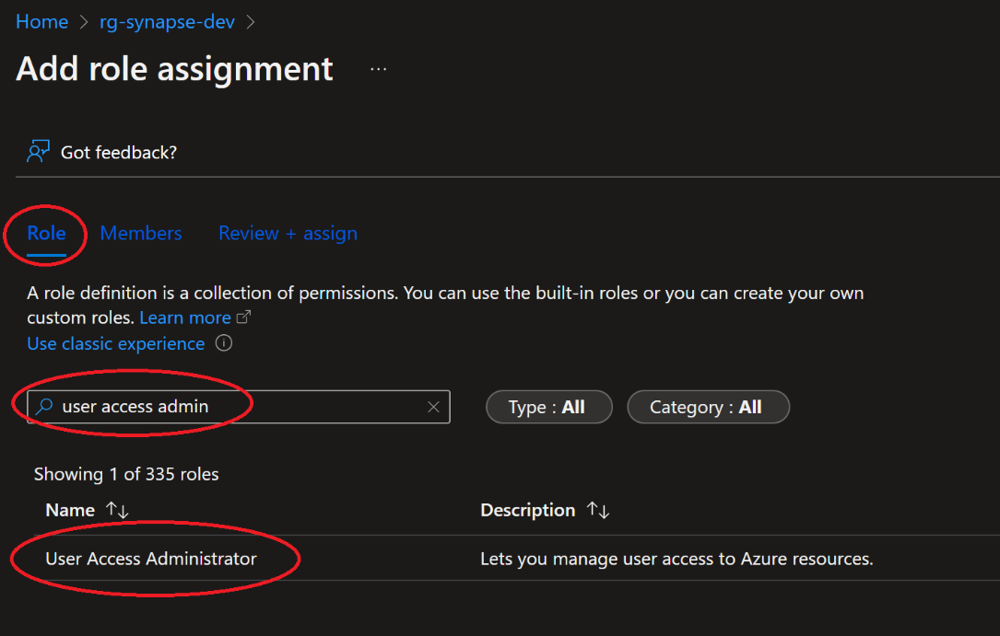 Home > rg-synapse-dev >
Add role assignment ...
Got feedback?
Role Members Review + assign
A role definition is a collection of permissions. You can use the built-in roles or you can create your own
custom roles. Learn more
Use classic experience
user access admin Type : All Category : All
Showing 1 of 335 roles
Name ↑↓ Description ↑↓
User Access Administrator Lets you manage user access to Azure resources.